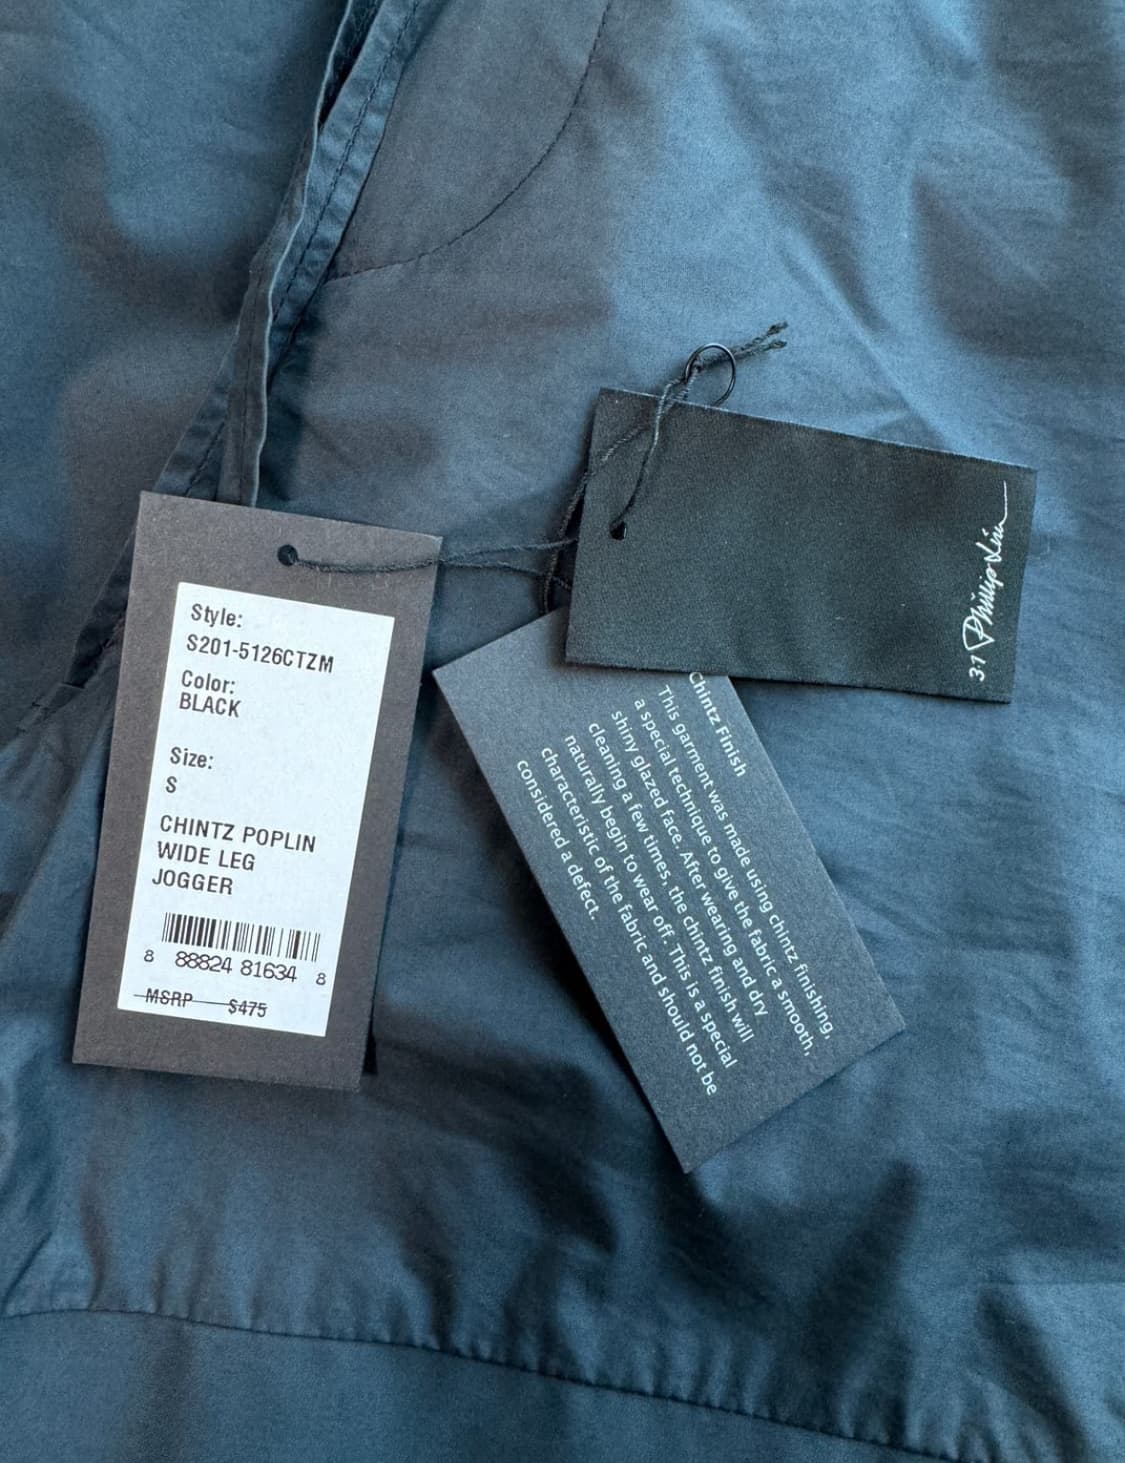 Style:
S201-5126CTZM
Color:
BLACK
Size:
S
CHINTZ POPLIN
WIDE LEG
JOGGER
8 88824 81634 8
MSRP $475
3.1 Phillip Lim
Chintz Finish
This garment was made using chintz finishing,
a special technique to give the fabric a smooth,
shiny glazed face. After wearing and dry
cleaning a few times, the chintz finish will
naturally begin to wear off. This is a special
characteristic of the fabric and should not be
considered a defect.